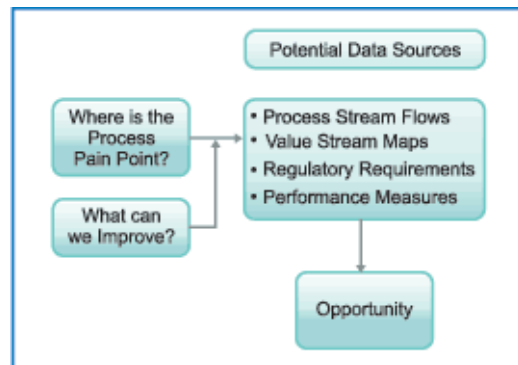 Potential Data Sources
Where is the
Process
Pain Point?
• Process Stream Flows
• Value Stream Maps
• Regulatory Requirements
• Performance Measures
What can
we Improve?
Opportunity